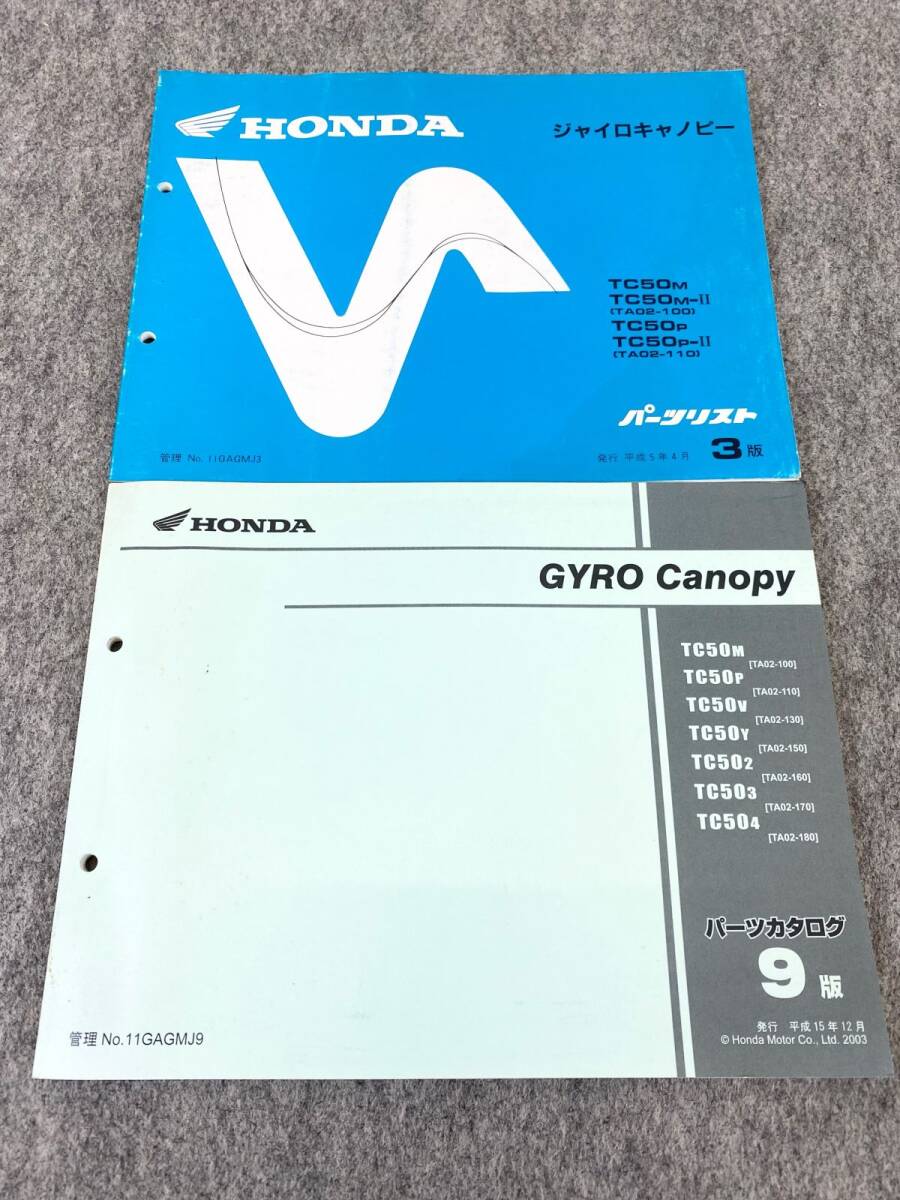 HONDA
ジャイロキャノピー
TC50M
TC50M-II
(TA02-100)
TC50P
TC50P-II
(TA02-110)
パーツリスト
管理 No. 11GAGMJ3
発行 平成5年4月
3版
HONDA
GYRO Canopy
TC50M
[TA02-100]
TC50P
[TA02-110]
TC50V
[TA02-130]
TC50Y
[TA02-150]
TC502
[TA02-160]
TC503
[TA02-170]
TC504
[TA02-180]
パーツカタログ
9版
管理 No.11GAGMJ9
発行 平成15年12月
© Honda Motor Co., Ltd. 2003